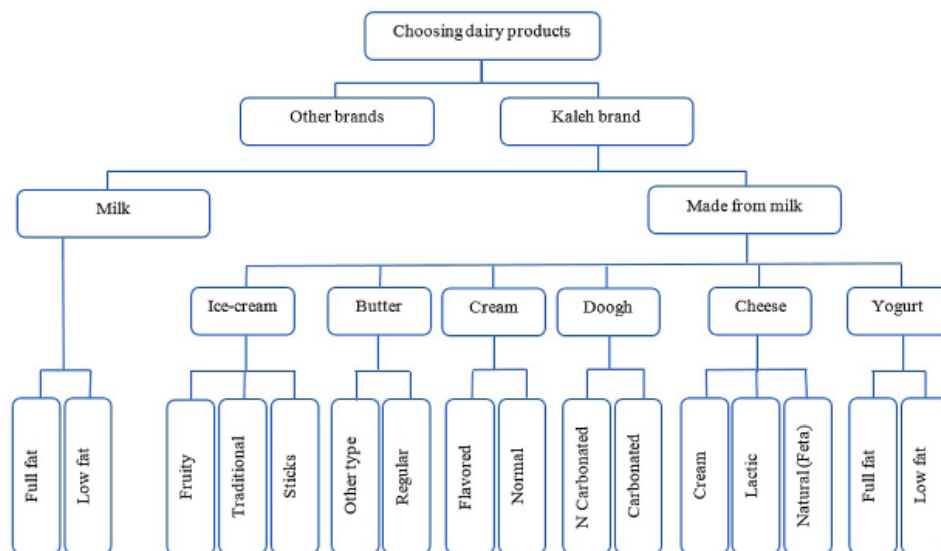 Choosing dairy products
Other brands
Kaleh brand
Milk
Made from milk
Ice-cream
Butter
Cream
Doogh
Cheese
Yogurt
Full fat
Low fat
Fruity
Traditional
Sticks
Other type
Regular
Flavored
Normal
N Carbonated
Carbonated
Cream
Lactic
Natural (Feta)
Full fat
Low fat